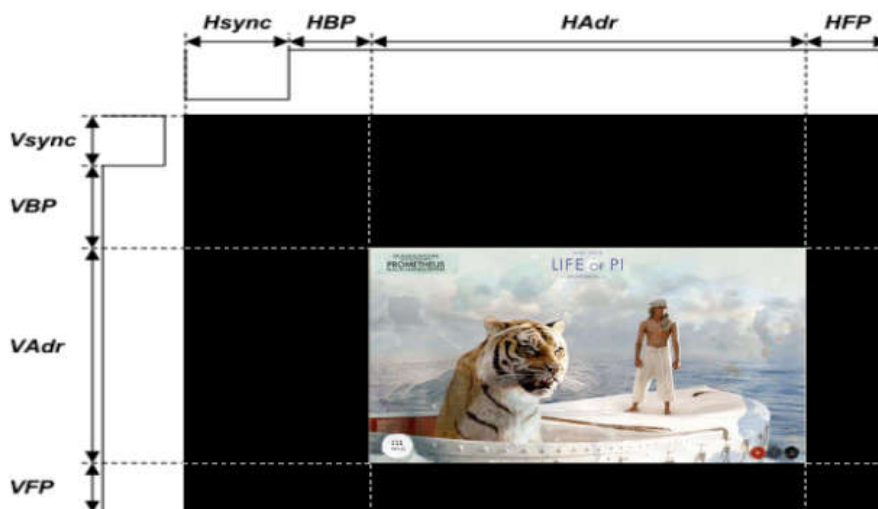 Hsync HBP HAdr HFP
Vsync
VBP
VAdr
VFP
PROMETHEUS
LIFE OF PI